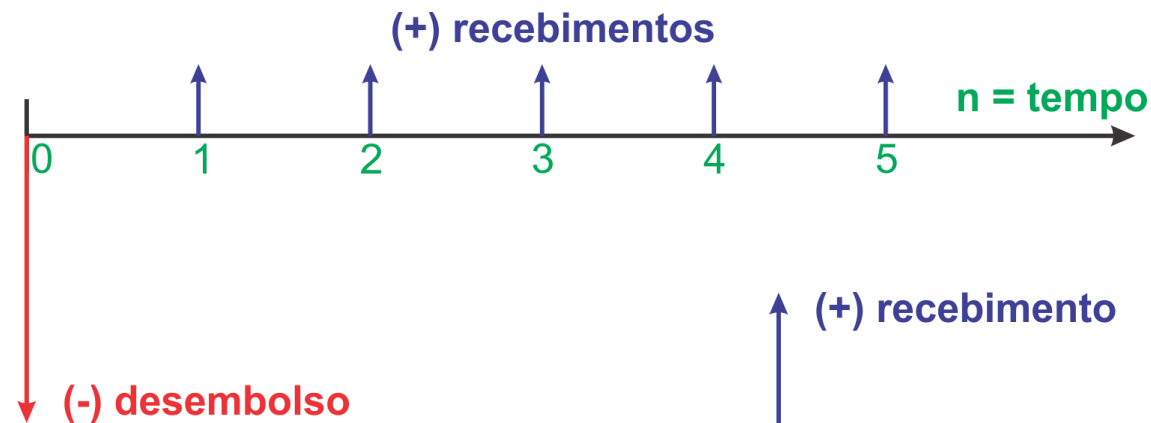 (+) recebimentos
n = tempo
0 1 2 3 4 5
(+) recebimento
(-) desembolso